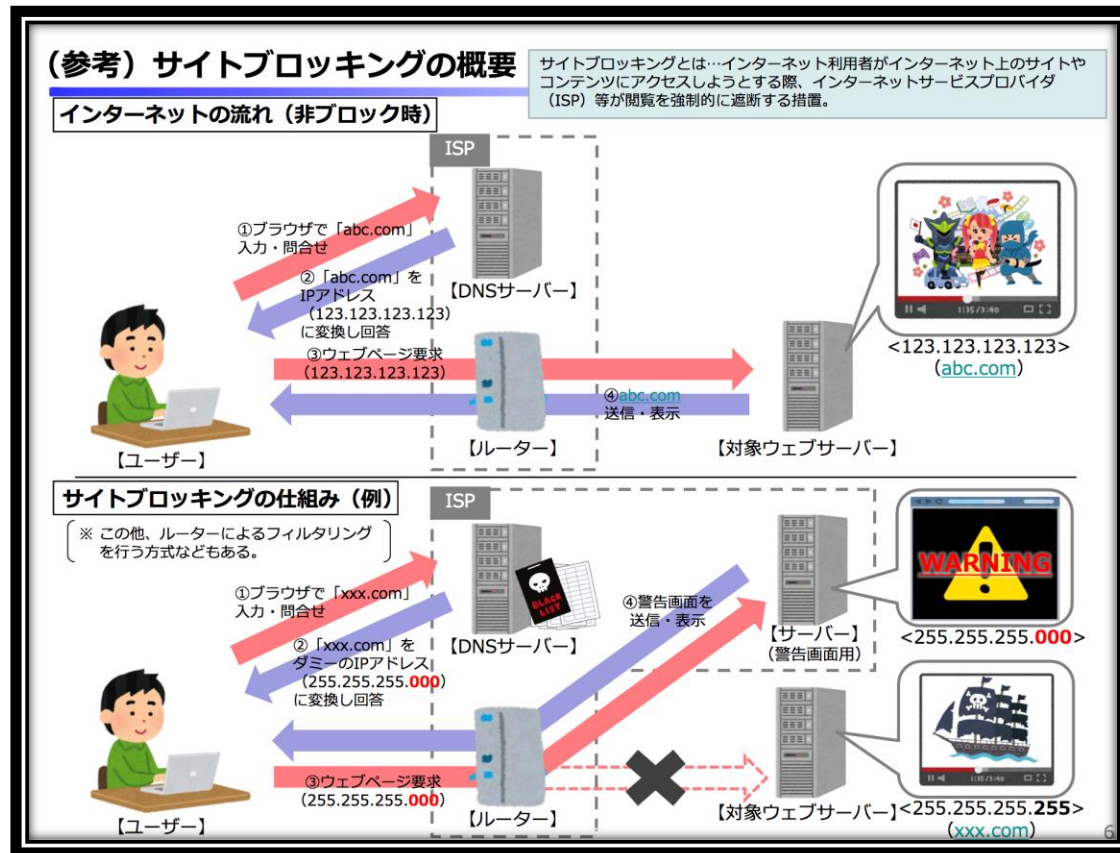 （参考）サイトブロッキングの概要
サイトブロッキングとは…インターネット利用者がインターネット上のサイトや
コンテンツにアクセスしようとする際、インターネットサービスプロバイダ
（ISP）等が閲覧を強制的に遮断する措置。
インターネットの流れ（非ブロック時）
ISP
①ブラウザで「abc.com」
入力・問合せ
②「abc.com」を
IPアドレス
（123.123.123.123）
に変換し回答
【DNSサーバー】
③ウェブページ要求
（123.123.123.123）
④abc.com
送信・表示
1:35/3:40
<123.123.123.123>
（abc.com）
【ユーザー】
【ルーター】
【対象ウェブサーバー】
サイトブロッキングの仕組み（例）
※ この他、ルーターによるフィルタリング
を行う方式などもある。
ISP
①ブラウザで「xxx.com」
入力・問合せ
②「xxx.com」を
ダミーのIPアドレス
（255.255.255.000）
に変換し回答
BLACK
LIST
【DNSサーバー】
④警告画面を
送信・表示
【サーバー】
（警告画面用）
WARNING
<255.255.255.000>
③ウェブページ要求
（255.255.255.000）
【ユーザー】
【ルーター】
【対象ウェブサーバー】
1:35/3:40
<255.255.255.255>
（xxx.com）
6